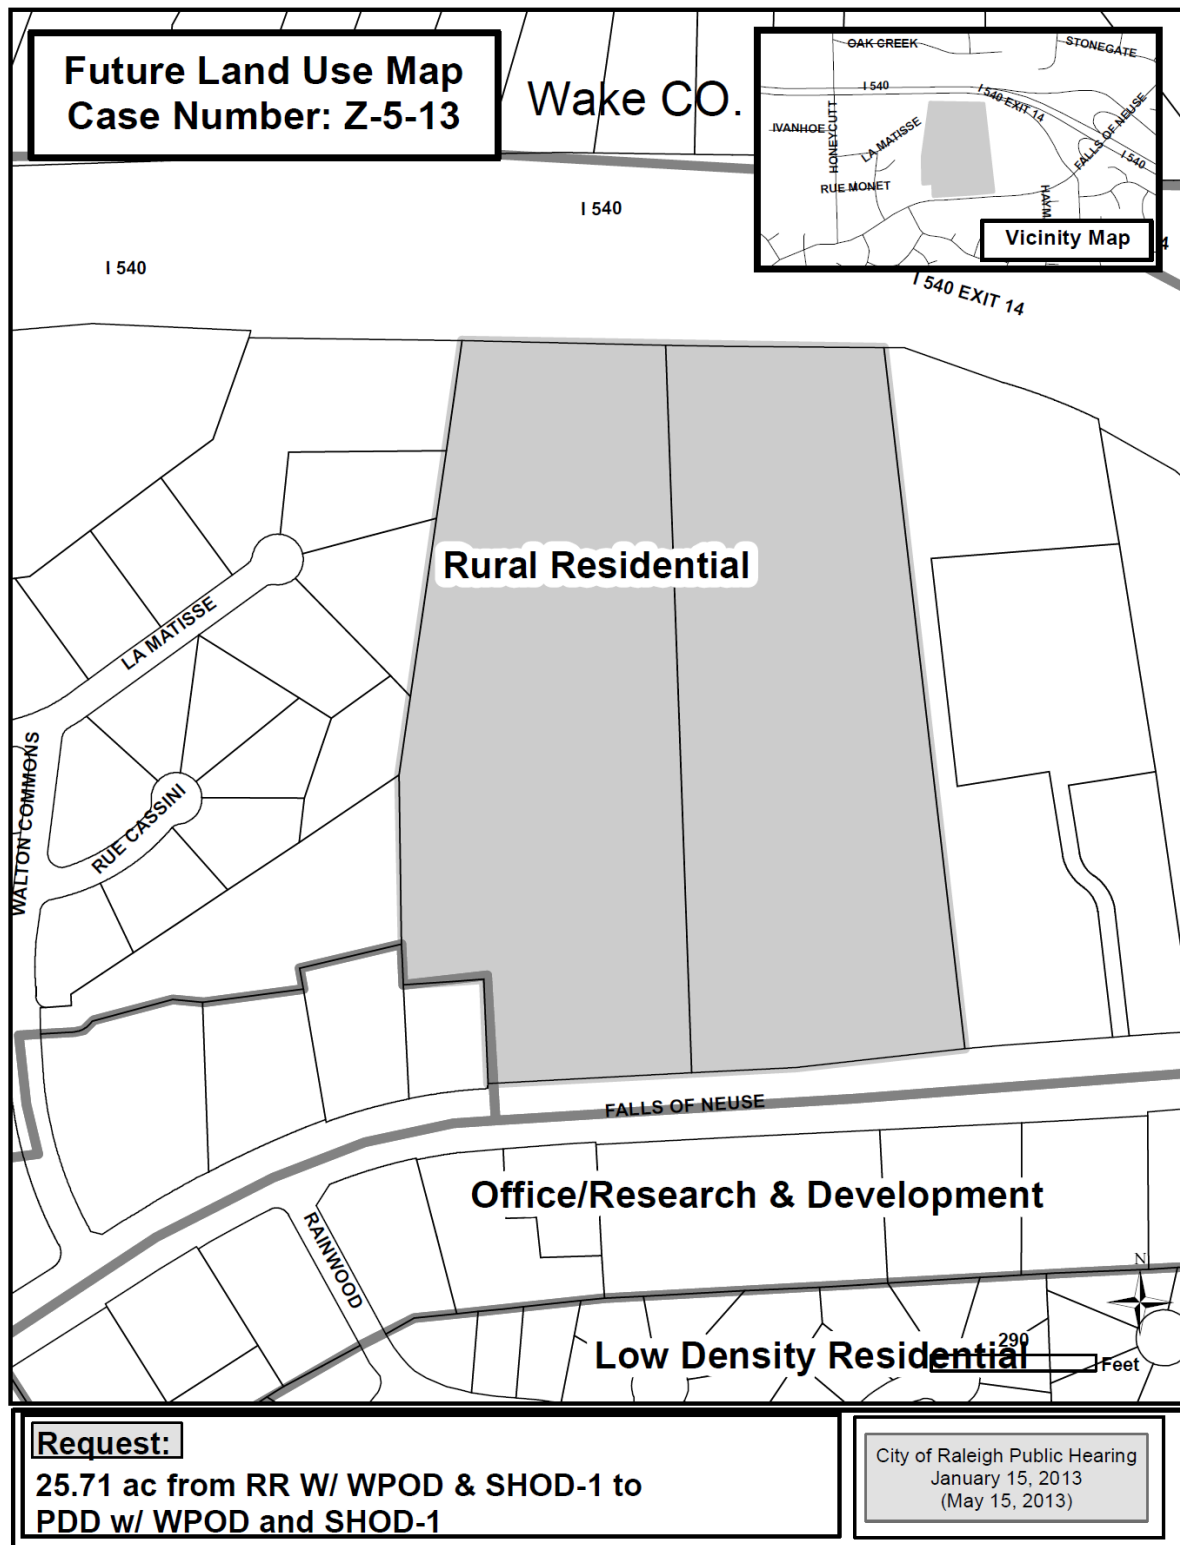 Future Land Use Map
Case Number: Z-5-13
Wake CO.
OAK CREEK
STONEGATE
I 540
I 540 EXIT 14
FALLS OF NEUSE
I 540
IVANHOE
HONEYCUTT
LA MATISSE
RUE MONET
HAYM
Vicinity Map
4
I 540
I 540
I 540 EXIT 14
Rural Residential
LA MATISSE
WALTON COMMONS
RUE CASSINI
FALLS OF NEUSE
Office/Research & Development
RAINWOOD
N
Low Density Residential
290
Feet
Request:
25.71 ac from RR W/ WPOD & SHOD-1 to
PDD w/ WPOD and SHOD-1
City of Raleigh Public Hearing
January 15, 2013
(May 15, 2013)